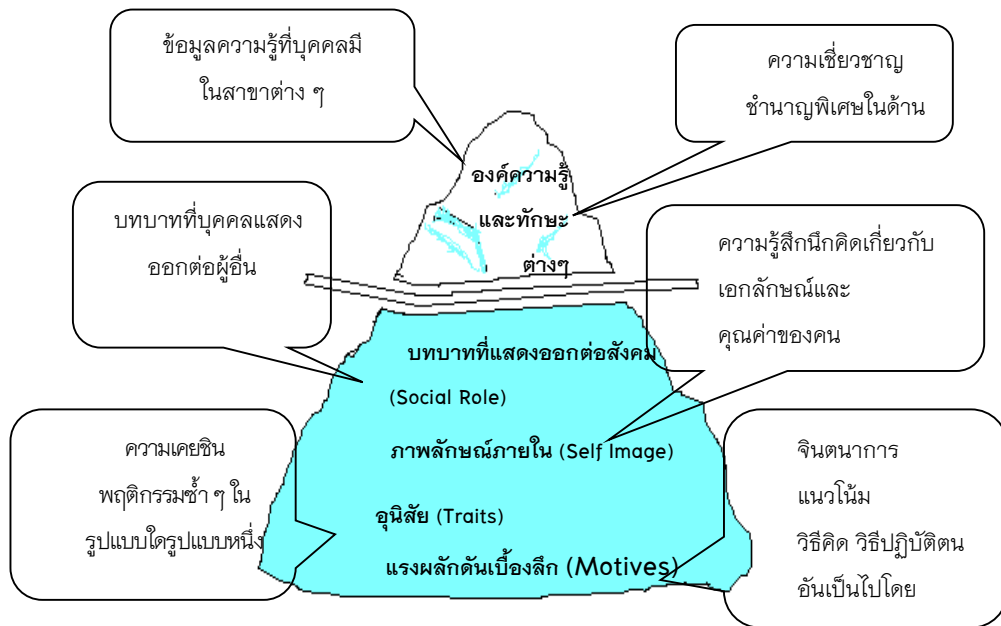 ข้อมูลความรู้ที่บุคคลมี
ในสาขาต่าง ๆ
ความเชี่ยวชาญ
ชำนาญพิเศษในด้าน
องค์ความรู้
และทักษะ
ต่างๆ
บทบาทที่บุคคลแสดง
ออกต่อผู้อื่น
ความรู้สึกนึกคิดเกี่ยวกับ
เอกลักษณ์และ
คุณค่าของคน
บทบาทที่แสดงออกต่อสังคม
(Social Role)
ภาพลักษณ์ภายใน (Self Image)
ความเคยชิน
พฤติกรรมซ้ำ ๆ ใน
รูปแบบใดรูปแบบหนึ่ง
อุนิสัย (Traits)
แรงผลักดันเบื้องลึก (Motives)
จินตนาการ
แนวโน้ม
วิธีคิด วิธีปฏิบัติตน
อันเป็นไปโดย